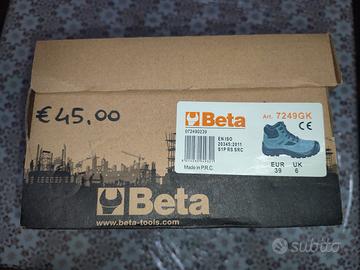 € 45,00
Beta
072490239
EN ISO
20345:2011
S1P RS SRC
Made in P.R.C.
Art. 7249GK
CE
EUR UK
39 6
Beta
www.beta-tools.com
subito